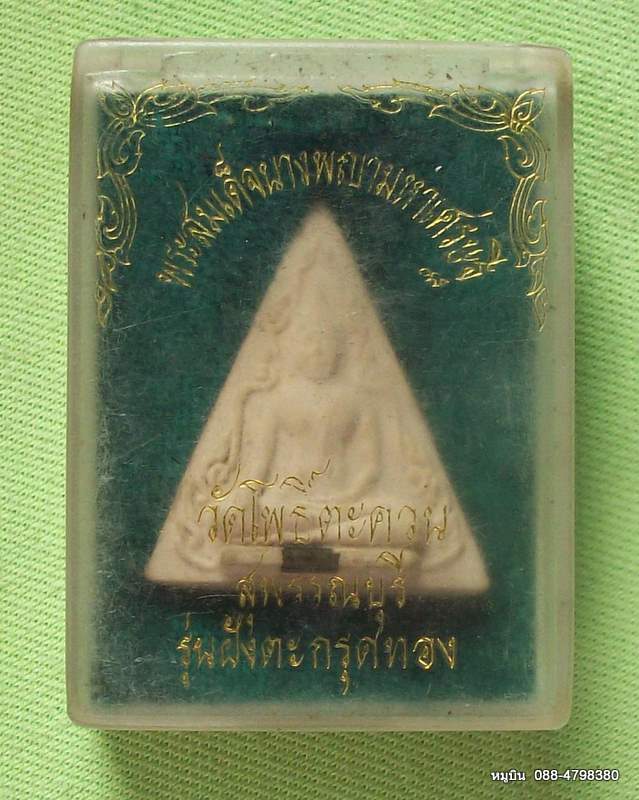 พระสมเด็จนางพญามหาเศรษฐี
วัดโพธิ์ตะควน
สุพรรณบุรี
รุ่นฝังตะกรุดทอง
หมูบิน 088-4798380